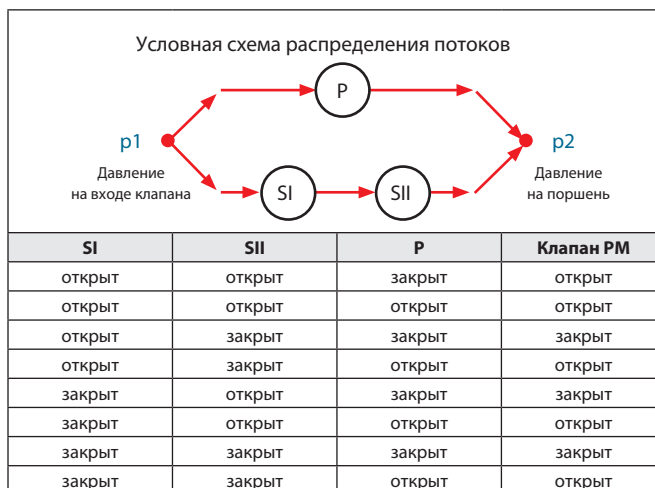 Условная схема распределения потоков
P
p1
p2
Давление
на входе клапана
Давление
на поршень
SI
SII
SI SII P Клапан PM
открыт открыт закрыт открыт
открыт открыт открыт открыт
открыт закрыт закрыт закрыт
открыт закрыт открыт открыт
закрыт открыт закрыт закрыт
закрыт открыт открыт открыт
закрыт закрыт закрыт закрыт
закрыт закрыт открыт открыт